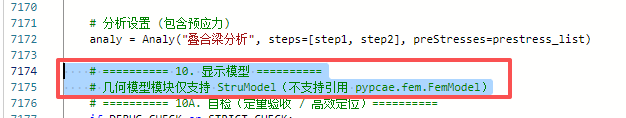 7170
7171 # 分析设置 (包含预应力)
7172 analy = Analy("叠合梁分析", steps=[step1, step2], preStresses=prestress_list)
7173
7174 # ========== 10. 显示模型 ==========
7175 # 几何模型模块仅支持 StruModel（不支持引用 pypcae.fem.FemModel）
7176 # ========== 10A. 自检（定量验收 / 高效定位）==========